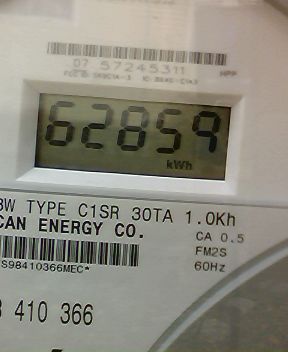 07 57245311 MPP
62859
kWh
3W TYPE C1SR 30TA 1.0Kh
CAN ENERGY CO.
CA 0.5
FM2S
60Hz
S98410366MEC*
410 366